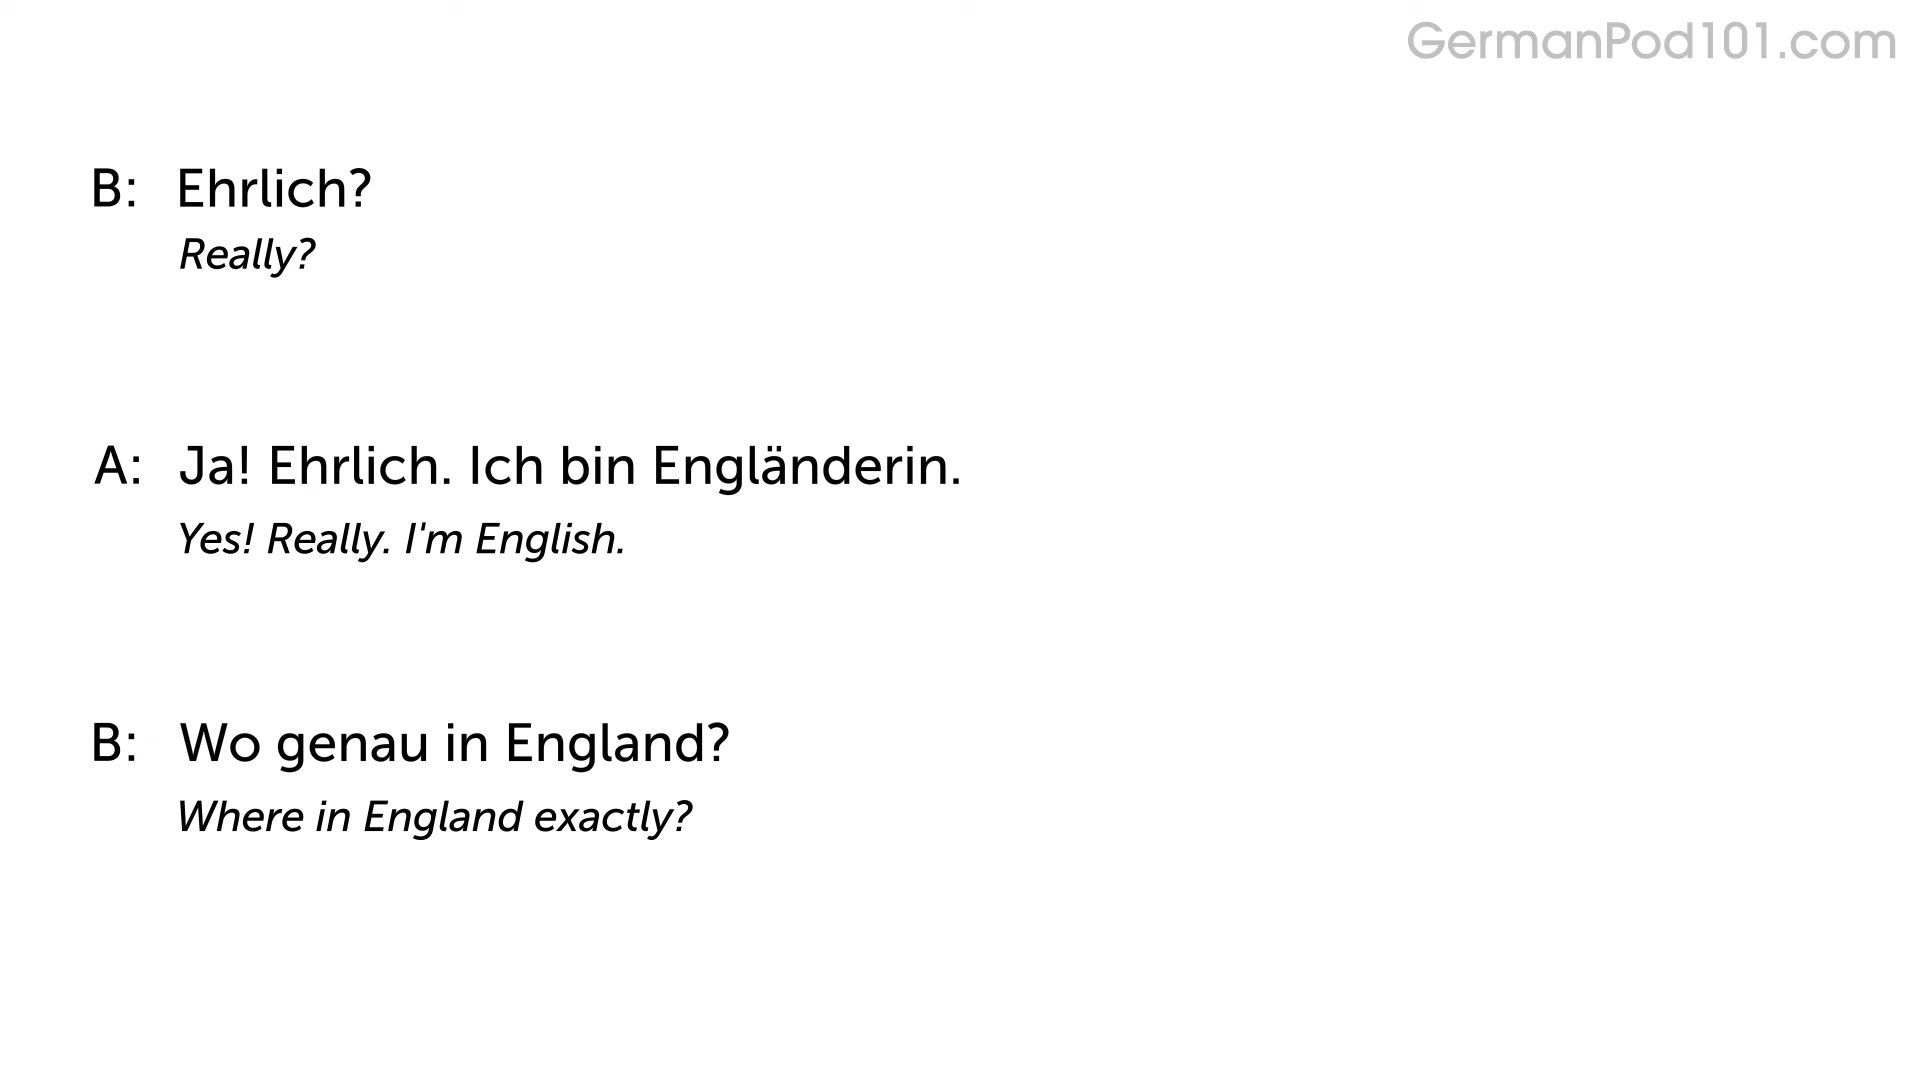 GermanPod101.com
B: Ehrlich?
Really?
A: Ja! Ehrlich. Ich bin Engländerin.
Yes! Really. I'm English.
B: Wo genau in England?
Where in England exactly?